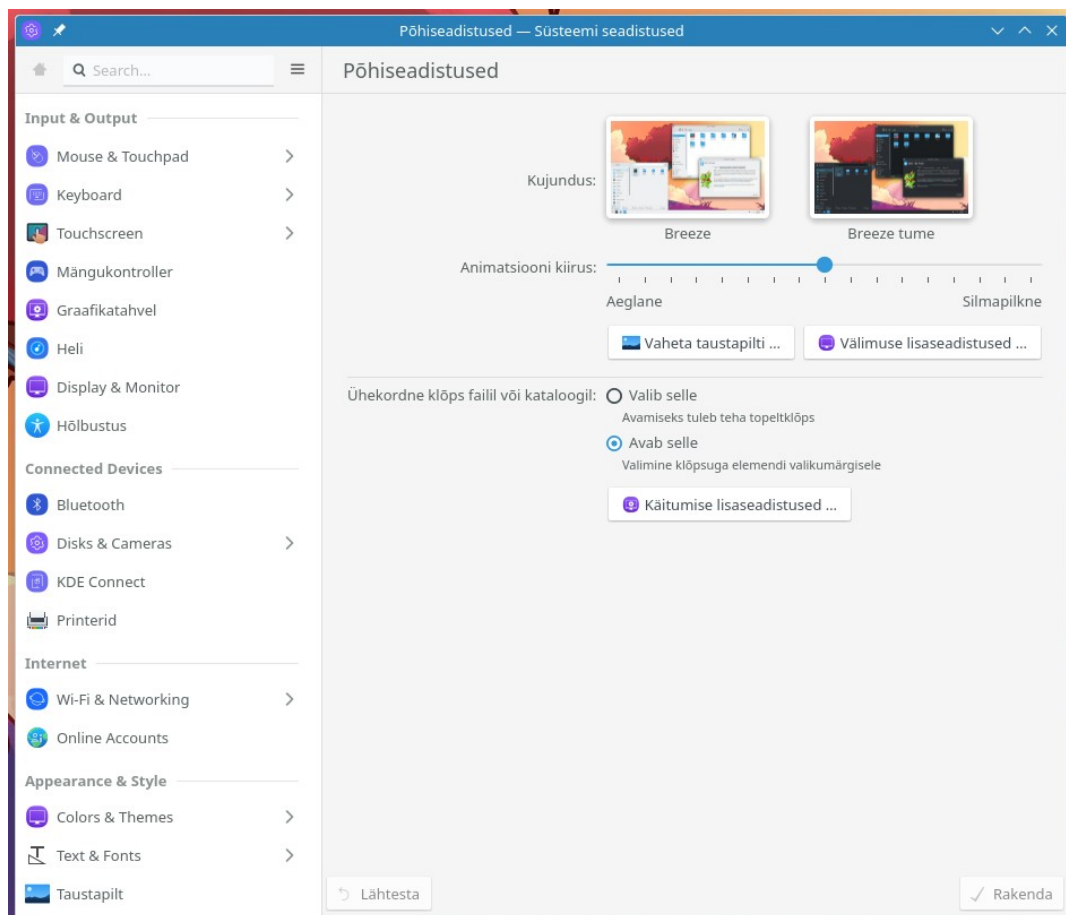 Põhiseadistused — Süsteemi seadistused
Search...
Põhiseadistused
Input & Output
Mouse & Touchpad
Keyboard
Touchscreen
Mängukontroller
Graafikatahvel
Heli
Display & Monitor
Hõlbustus
Connected Devices
Bluetooth
Disks & Cameras
KDE Connect
Printerid
Internet
Wi-Fi & Networking
Online Accounts
Appearance & Style
Colors & Themes
Text & Fonts
Taustapilt
Kujundus:
Breeze
Breeze tume
Animatsiooni kiirus:
Aeglane
Silmapilkne
Vaheta taustapilti ...
Välimuse lisaseadistused ...
Ühekordne klõps failil või kataloogil:
Valib selle
Avamiseks tuleb teha topeltklõps
Avab selle
Valimine klõpsuga elemendi valikumärgisele
Käitumise lisaseadistused ...
Lähtesta
Rakenda